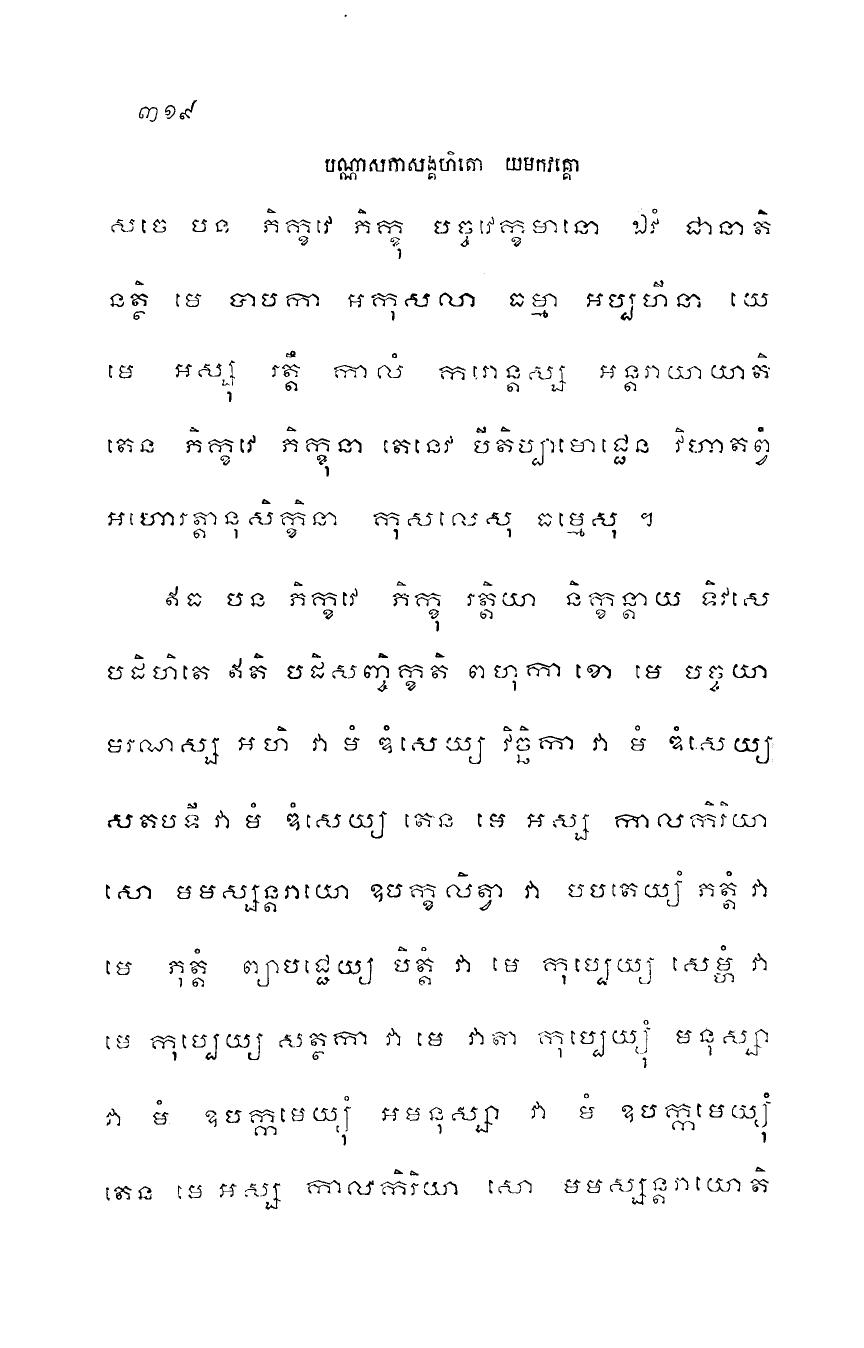 ៣១៩
បណ្ណាសកាសង្គហិតោ យមកវគ្គោ
សចេ បន ភិក្ខវេ ភិក្ខុ បច្ចវេក្ខមានោ ឯវំ ជានាតិ
នត្ថិ មេ បាបកា អកុសលា ធម្មា អប្បហីនា យេ
មេ អស្សុ រត្តឹ កាលំ ករោន្តស្ស អន្តរាយាយាតិ
តេន ភិក្ខវេ ភិក្ខុនា តេនេវ បីតិប្បាមោជ្ជេន វិហាតព្វំ
អហោរត្តានុសិក្ខិនា កុសលេសុ ធម្មេសុ ។
ឥធ បន ភិក្ខវេ ភិក្ខុ រត្តិយា និក្ខន្តាយ ទិវសេ
បដិហិតេ ឥតិ បដិសញ្ចិក្ខតិ ពហុកា ខោ មេ បច្ចយា
មរណស្ស អហិ វា មំ ឌំសេយ្យ វិច្ឆិកា វា មំ ឌំសេយ្យ
សតបទី វា មំ ឌំសេយ្យ តេន មេ អស្ស កាលកិរិយា
សោ មមស្សន្តរាយោ ឧបក្ខលិត្វា វា បបតេយ្យំ ភត្តំ វា
មេ ភុត្តំ ព្យាបជ្ជេយ្យ បិត្តំ វា មេ កុប្បេយ្យ សេម្ហំ វា
មេ កុប្បេយ្យ សត្ថកា វា មេ វាតា កុប្បេយ្យុំ មនុស្សា
វា មំ ឧបក្កមេយ្យុំ អមនុស្សា វា មំ ឧបក្កមេយ្យុំ
តេន មេ អស្ស កាលកិរិយា សោ មមស្សន្តរាយោតិ